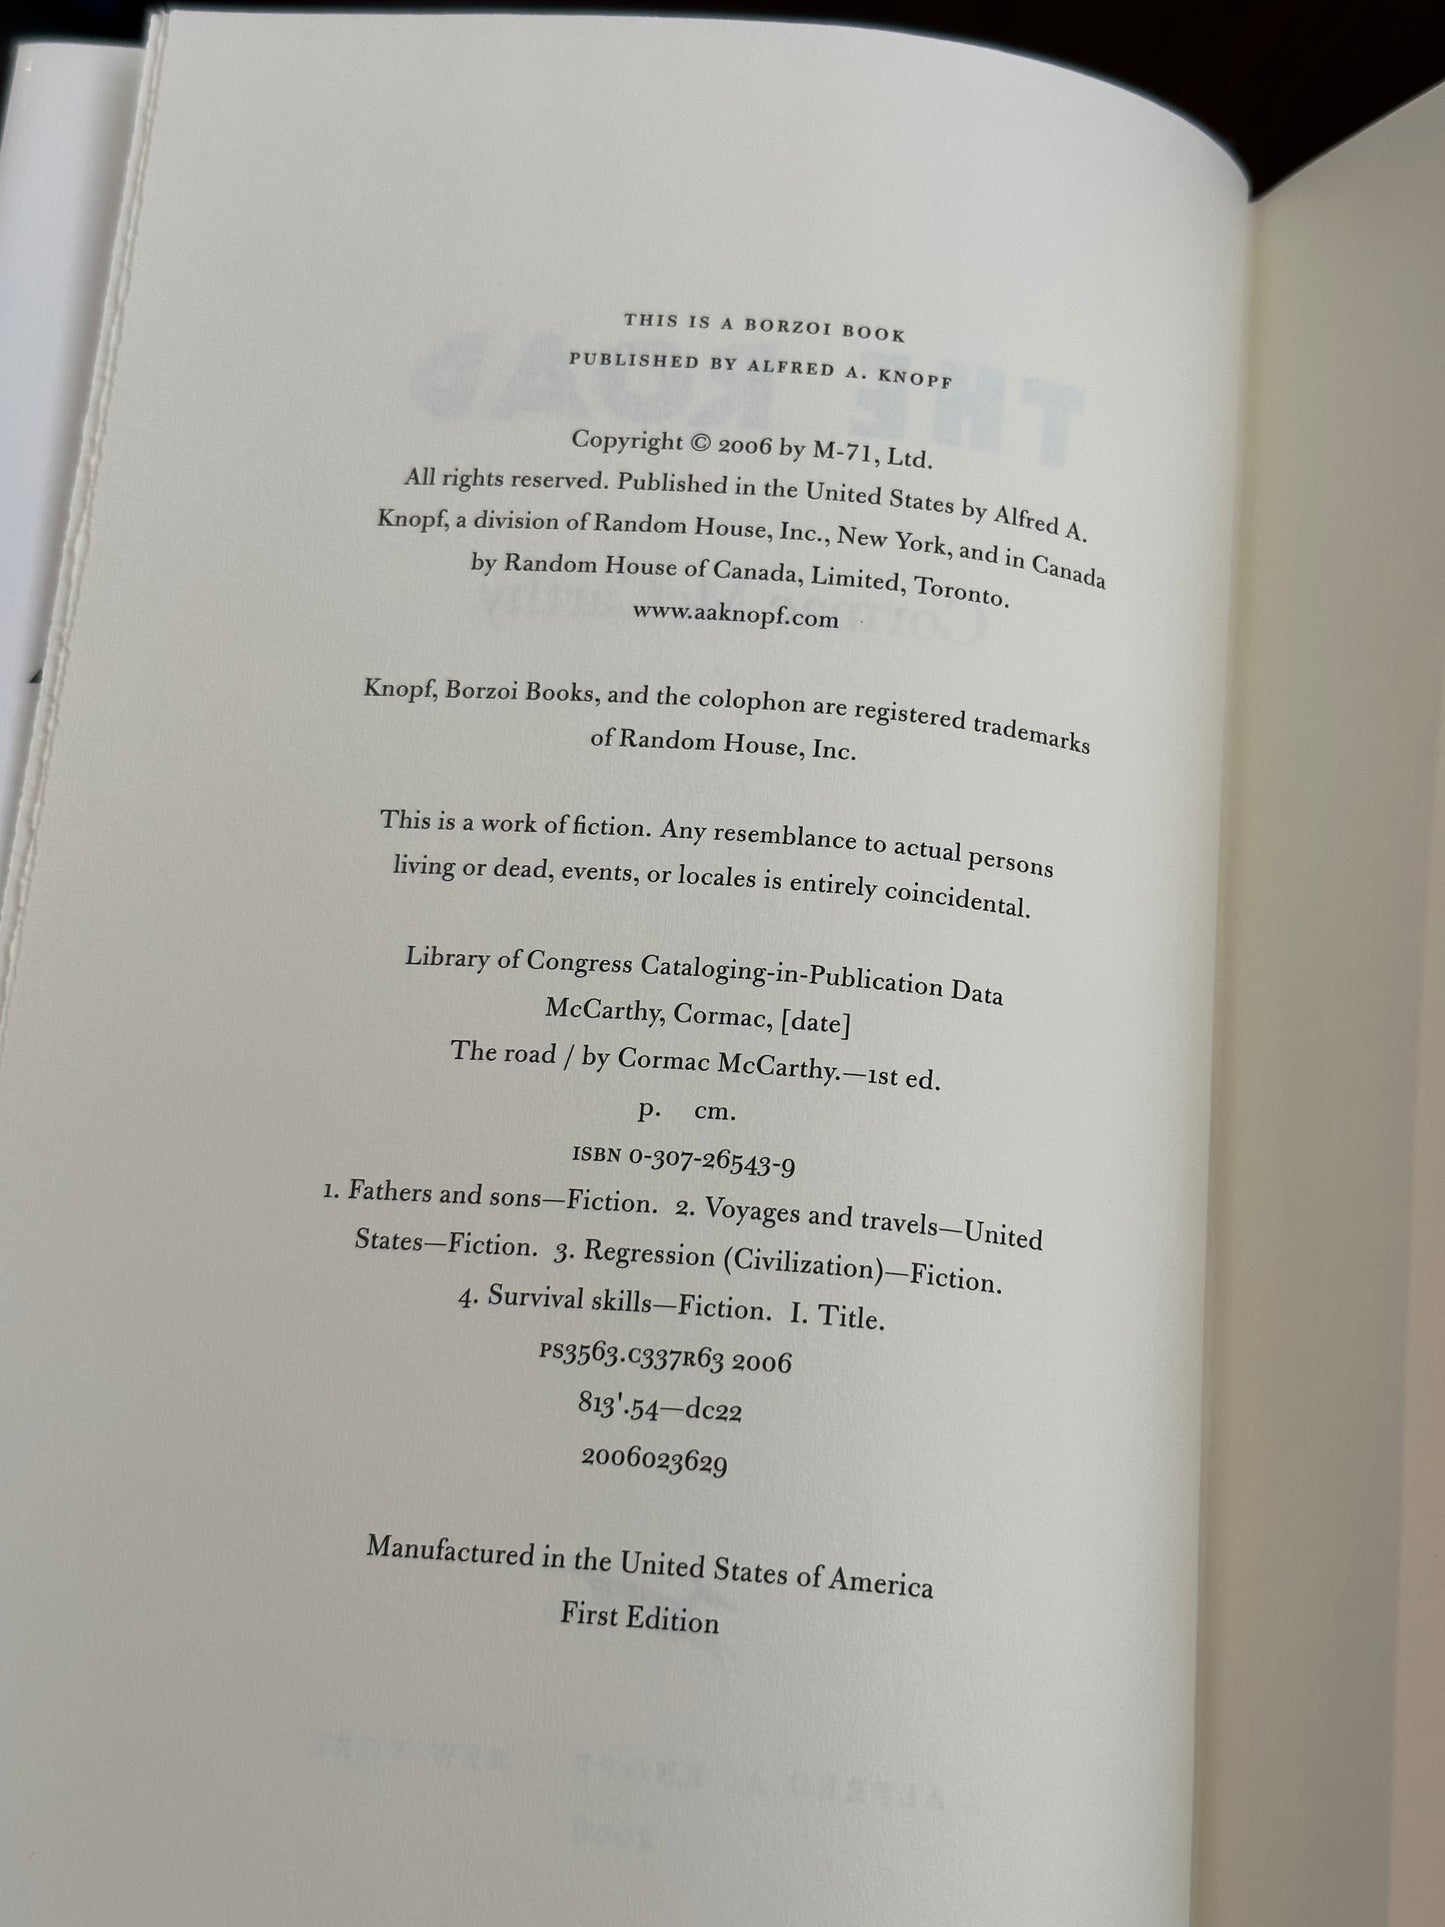 THIS IS A BORZOI BOOK
PUBLISHED BY ALFRED A. KNOPF
Copyright © 2006 by M-71, Ltd.
All rights reserved. Published in the United States by Alfred A.
Knopf, a division of Random House, Inc., New York, and in Canada
by Random House of Canada, Limited, Toronto.
www.aaknopf.com
Knopf, Borzoi Books, and the colophon are registered trademarks
of Random House, Inc.
This is a work of fiction. Any resemblance to actual persons
living or dead, events, or locales is entirely coincidental.
Library of Congress Cataloging-in-Publication Data
McCarthy, Cormac, [date]
The road / by Cormac McCarthy.—1st ed.
p. cm.
ISBN 0-307-26543-9
1. Fathers and sons—Fiction. 2. Voyages and travels—United
States—Fiction. 3. Regression (Civilization)—Fiction.
4. Survival skills—Fiction. I. Title.
PS3563.C337R63 2006
813'.54—dc22
2006023629
Manufactured in the United States of America
First Edition